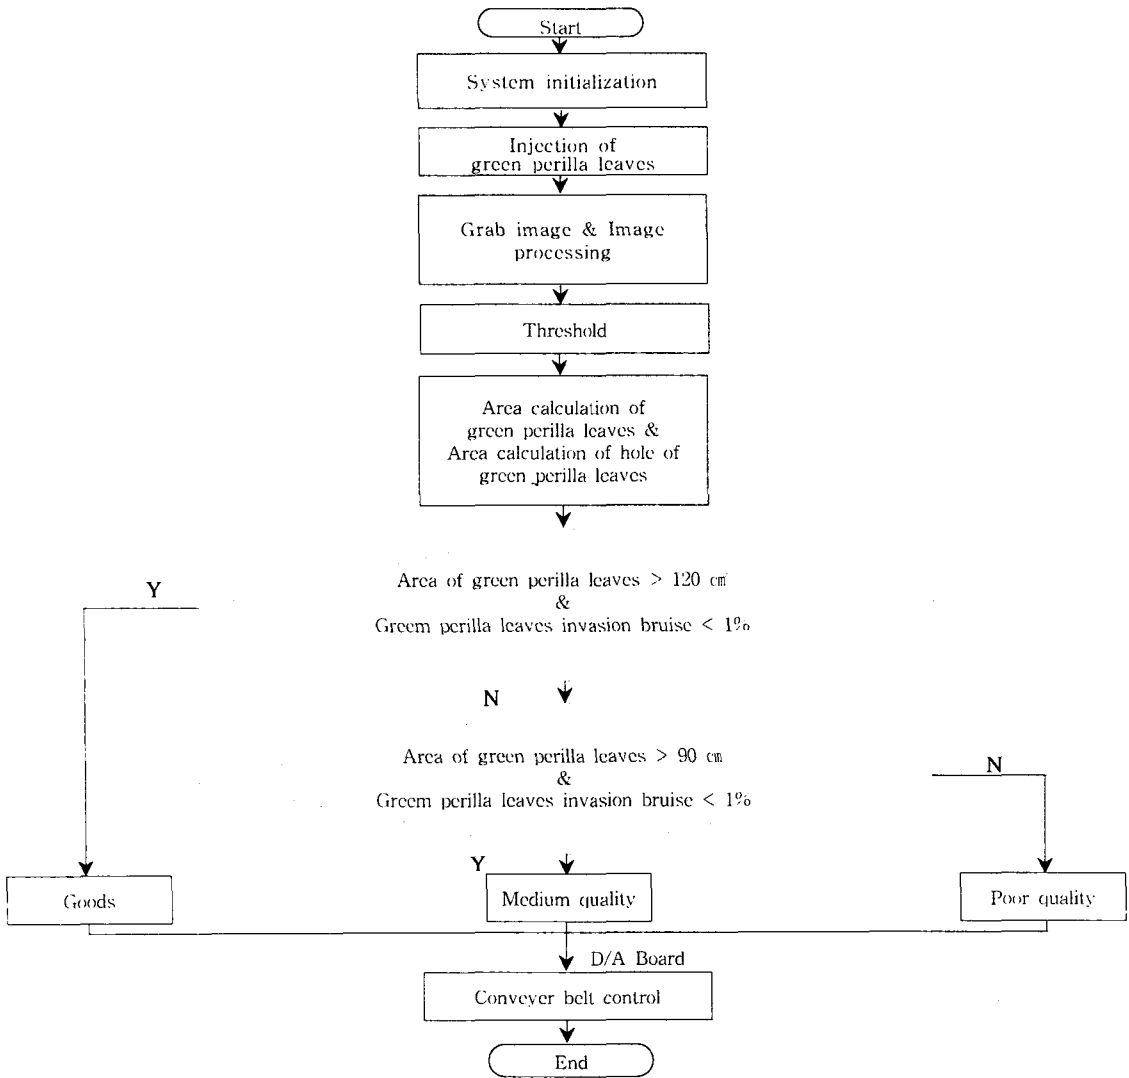 Start
System initialization
Injection of
green perilla leaves
Grab image & Image
processing
Threshold
Area calculation of
green perilla leaves &
Area calculation of hole of
green perilla leaves
Area of green perilla leaves > 120 ㎠
&
Greem perilla leaves invasion bruise < 1%
Y
N
Area of green perilla leaves > 90 ㎠
&
Greem perilla leaves invasion bruise < 1%
N
Y
Goods
Medium quality
Poor quality
D/A Board
Conveyer belt control
End